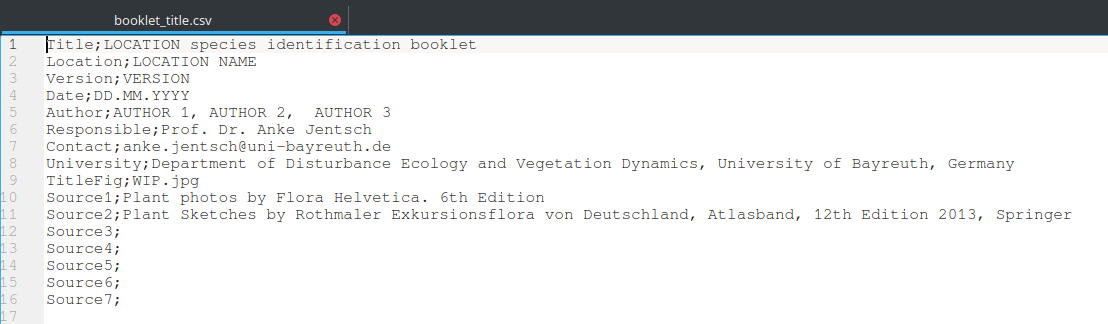 booklet_title.csv
1 Title;LOCATION species identification booklet
2 Location;LOCATION NAME
3 Version;VERSION
4 Date;DD.MM.YYYY
5 Author;AUTHOR 1, AUTHOR 2,  AUTHOR 3
6 Responsible;Prof. Dr. Anke Jentsch
7 Contact;anke.jentsch@uni-bayreuth.de
8 University;Department of Disturbance Ecology and Vegetation Dynamics, University of Bayreuth, Germany
9 TitleFig;WIP.jpg
10 Source1;Plant photos by Flora Helvetica. 6th Edition
11 Source2;Plant Sketches by Rothmaler Exkursionsflora von Deutschland, Atlasband, 12th Edition 2013, Springer
12 Source3;
13 Source4;
14 Source5;
15 Source6;
16 Source7;
17